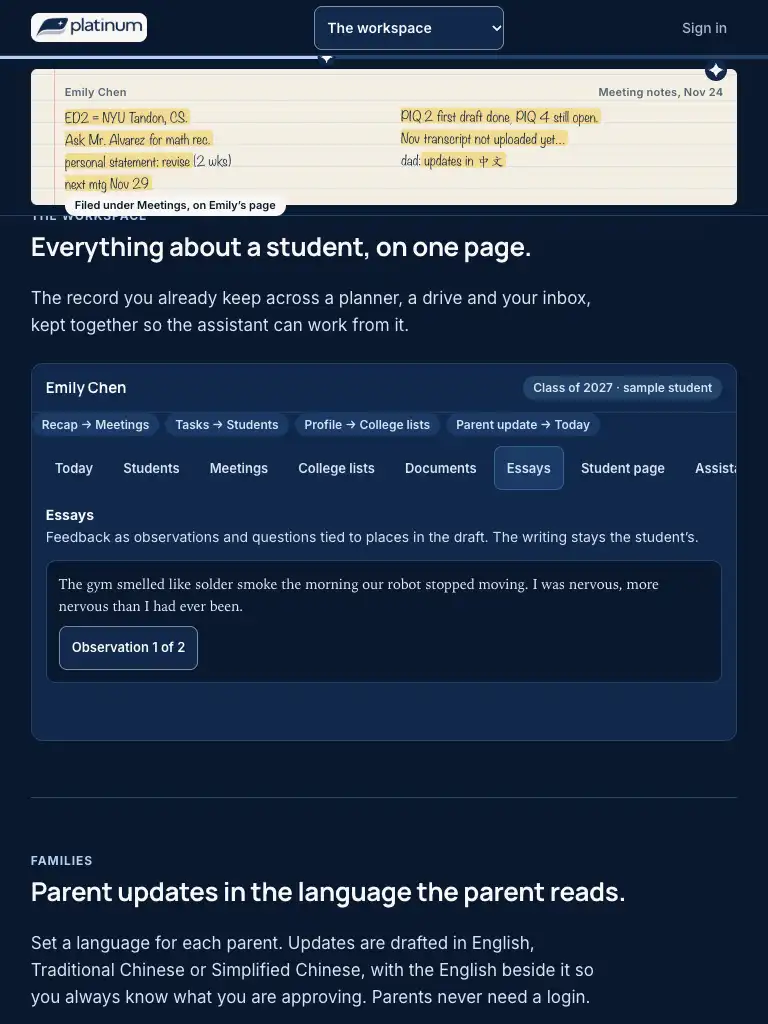 platinum
The workspace
Sign in
Emily Chen
Meeting notes, Nov 24
ED2 = NYU Tandon, CS.
Ask Mr. Alvarez for math rec.
personal statement: revise (2 wks)
next mtg Nov 29
PIQ 2 first draft done, PIQ 4 still open.
Nov transcript not uploaded yet…
dad: updates in 中文
Filed under Meetings, on Emily’s page
THE WORKSPACE
Everything about a student, on one page.
The record you already keep across a planner, a drive and your inbox,
kept together so the assistant can work from it.
Emily Chen
Class of 2027 · sample student
Recap → Meetings
Tasks → Students
Profile → College lists
Parent update → Today
Today
Students
Meetings
College lists
Documents
Essays
Student page
Assista
Essays
Feedback as observations and questions tied to places in the draft. The writing stays the student’s.
The gym smelled like solder smoke the morning our robot stopped moving. I was nervous, more
nervous than I had ever been.
Observation 1 of 2
FAMILIES
Parent updates in the language the parent reads.
Set a language for each parent. Updates are drafted in English,
Traditional Chinese or Simplified Chinese, with the English beside it so
you always know what you are approving. Parents never need a login.